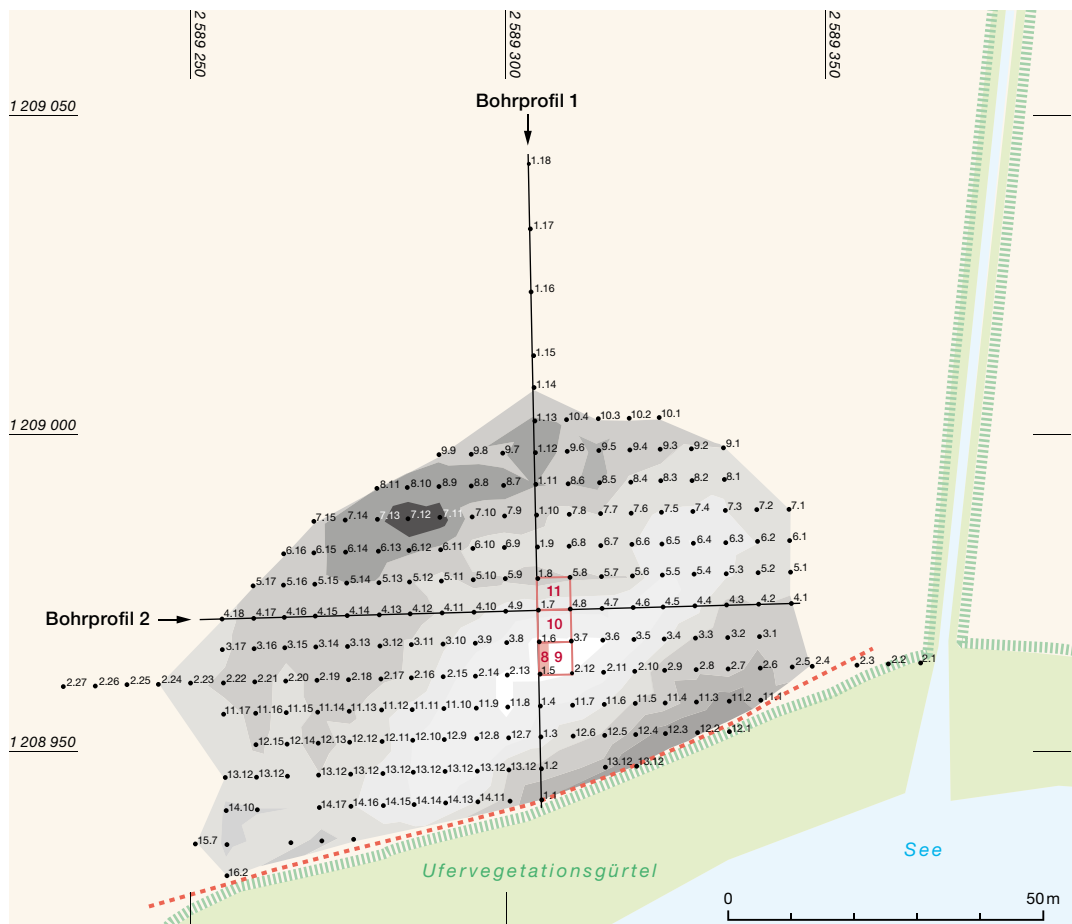 2 589 250
2 589 300
2 589 350
1 209 050
Bohrprofil 1
1.18
1.17
1.16
1.15
1.14
1.13 10.4 10.3 10.2 10.1
1 209 000
9.9 9.8 9.7 1.12 9.6 9.5 9.4 9.3 9.2 9.1
8.11 8.10 8.9 8.8 8.7 1.11 8.6 8.5 8.4 8.3 8.2 8.1
7.15 7.14 7.13 7.12 7.11 7.10 7.9 1.10 7.8 7.7 7.6 7.5 7.4 7.3 7.2 7.1
6.16 6.15 6.14 6.13 6.12 6.11 6.10 6.9 1.9 6.8 6.7 6.6 6.5 6.4 6.3 6.2 6.1
5.17 5.16 5.15 5.14 5.13 5.12 5.11 5.10 5.9 1.8 5.8 5.7 5.6 5.5 5.4 5.3 5.2 5.1
11
Bohrprofil 2
4.18 4.17 4.16 4.15 4.14 4.13 4.12 4.11 4.10 4.9 1.7 4.8 4.7 4.6 4.5 4.4 4.3 4.2 4.1
10
3.17 3.16 3.15 3.14 3.13 3.12 3.11 3.10 3.9 3.8 1.6 3.7 3.6 3.5 3.4 3.3 3.2 3.1
8 9
2.27 2.26 2.25 2.24 2.23 2.22 2.21 2.20 2.19 2.18 2.17 2.16 2.15 2.14 2.13 1.5 2.12 2.11 2.10 2.9 2.8 2.7 2.6 2.5 2.4 2.3 2.2 2.1
11.17 11.16 11.15 11.14 11.13 11.12 11.11 11.10 11.9 11.8 1.4 11.7 11.6 11.5 11.4 11.3 11.2 11.1
1 208 950
12.15 12.14 12.13 12.12 12.11 12.10 12.9 12.8 12.7 1.3 12.6 12.5 12.4 12.3 12.2 12.1
13.12 13.12 13.12 13.12 13.12 13.12 13.12 13.12 13.12 1.2 13.12 13.12
14.10 14.17 14.16 14.15 14.14 14.13 14.11 1.1
15.7
16.2
Ufervegetationsgürtel
See
0 50 m